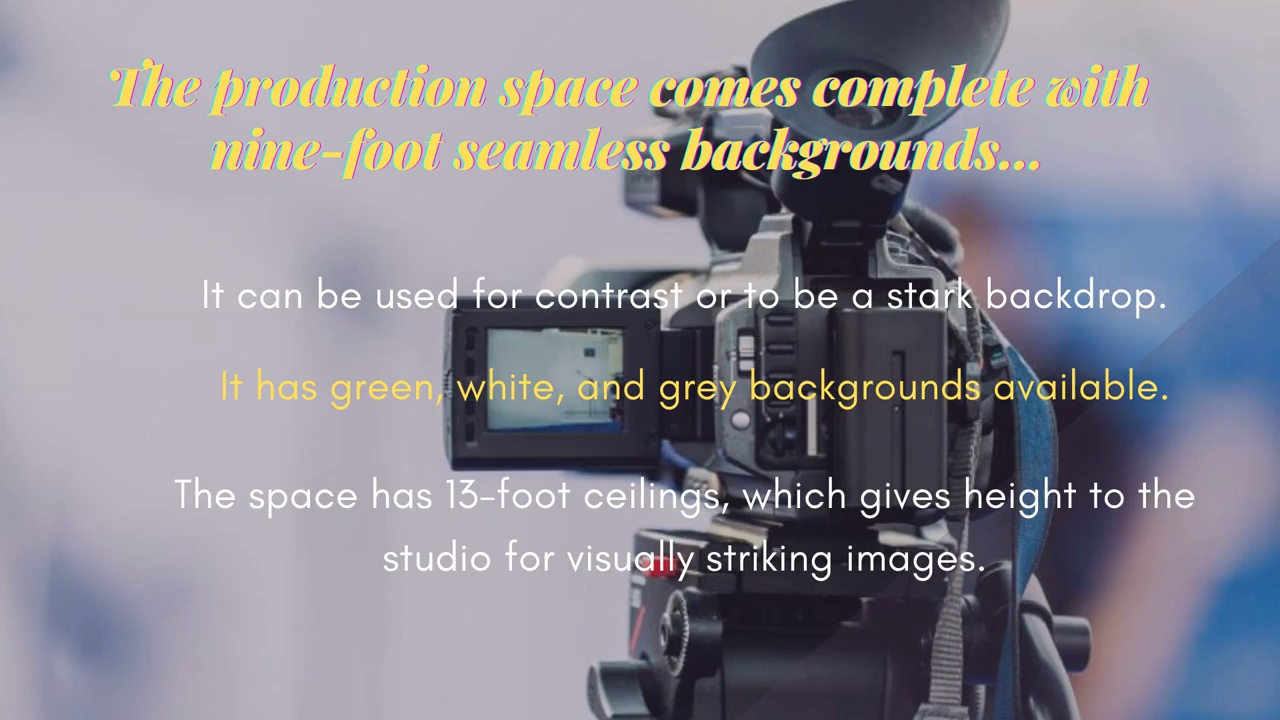 The production space comes complete with
nine-foot seamless backgrounds...
It can be used for contrast or to be a stark backdrop.
It has green, white, and grey backgrounds available.
The space has 13-foot ceilings, which gives height to the
studio for visually striking images.